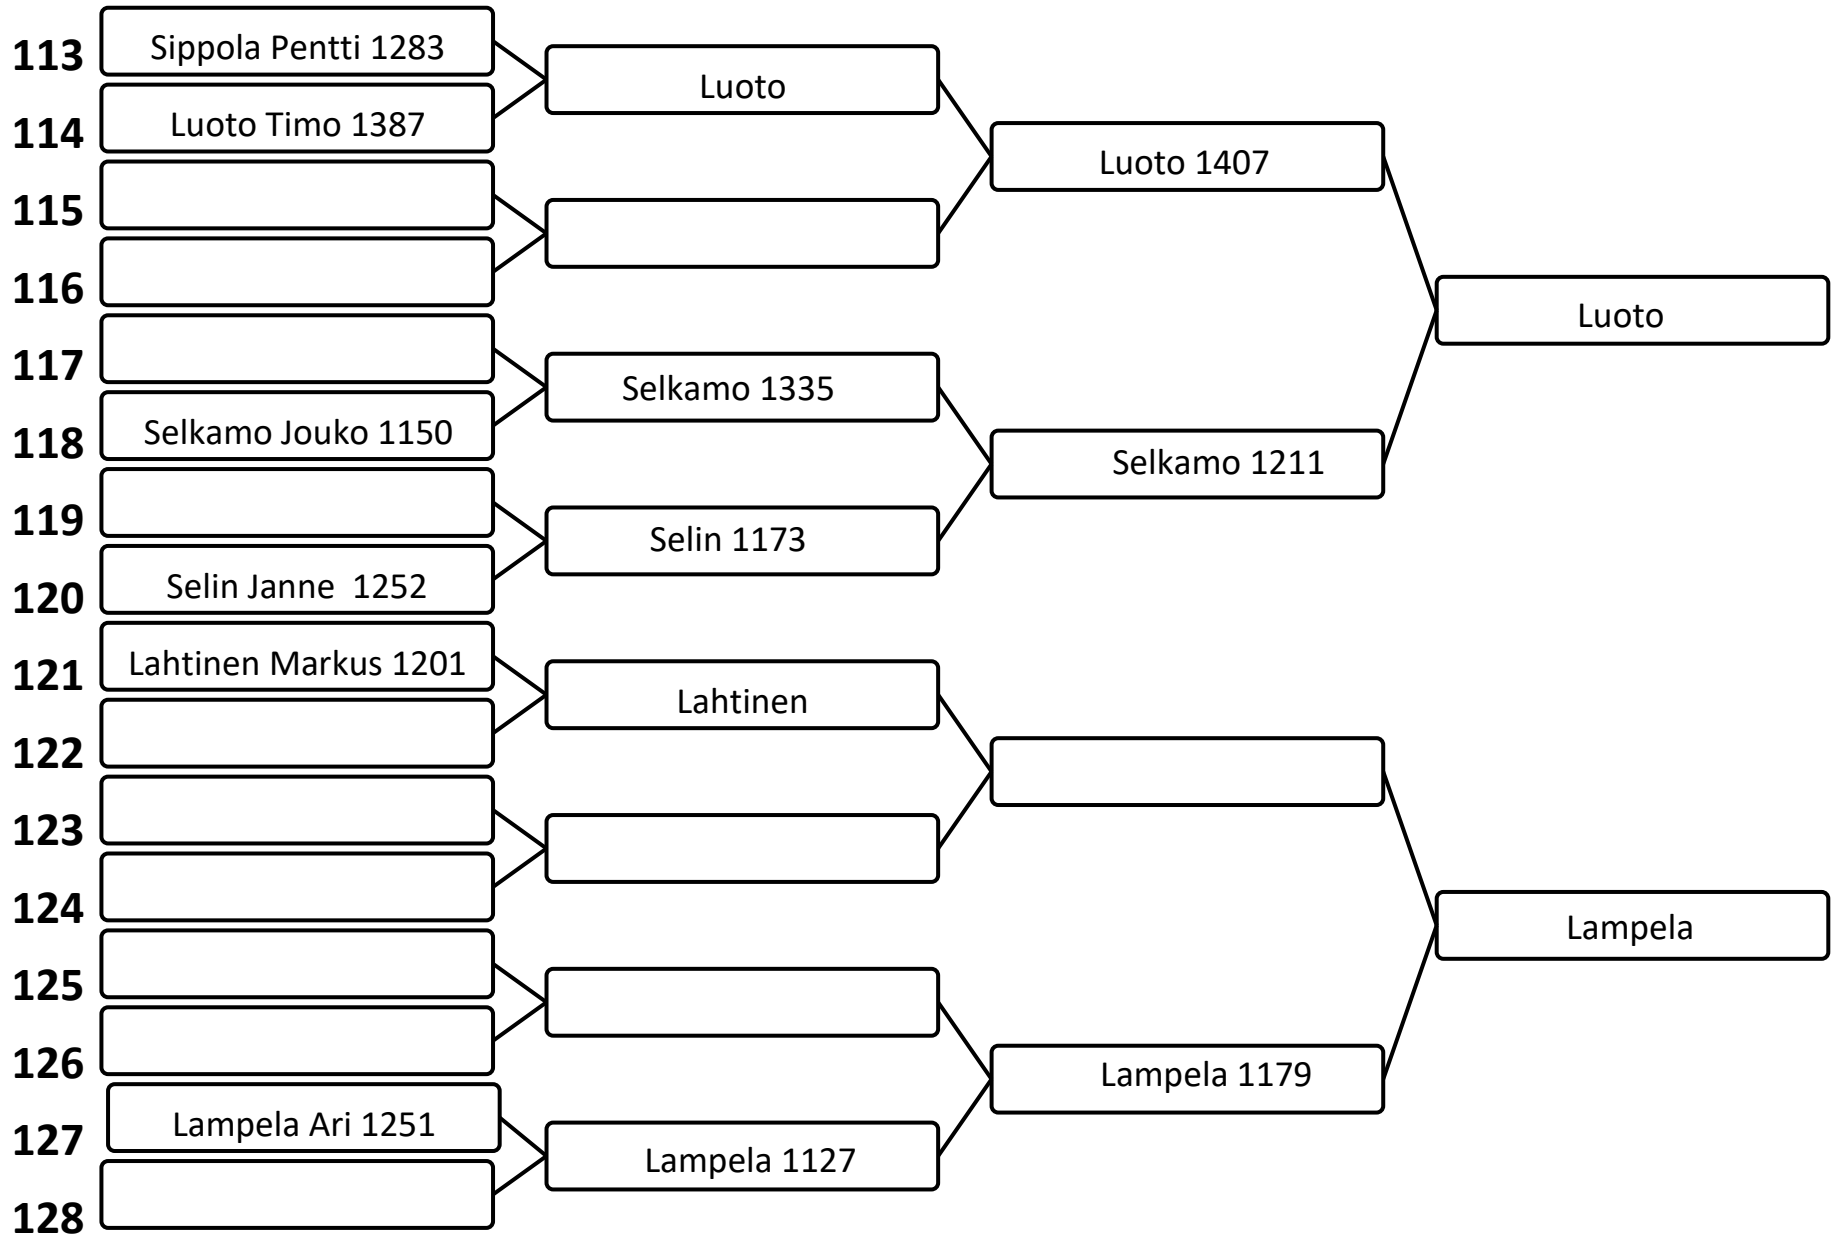 113 Sippola Pentti 1283
Luoto
114 Luoto Timo 1387
Luoto 1407
115
116
Luoto
117
Selkamo 1335
118 Selkamo Jouko 1150
Selkamo 1211
119
Selin 1173
120 Selin Janne  1252
121 Lahtinen Markus 1201
Lahtinen
122
123
124
Lampela
125
126
Lampela 1179
127 Lampela Ari 1251
Lampela 1127
128